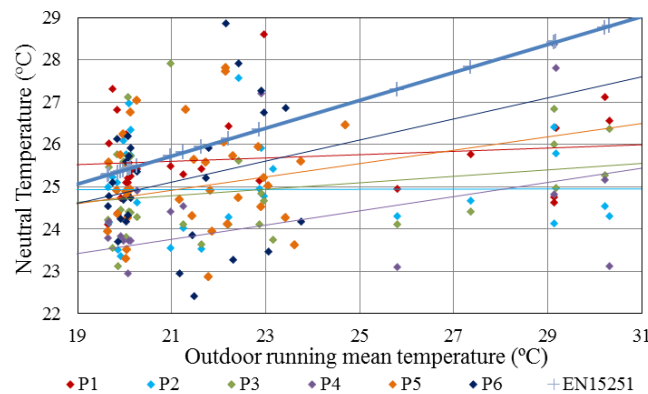 29
28
27
26
25
24
23
22
Neutral Temperature (°C)
19 21 23 25 27 29 31
Outdoor running mean temperature (ºC)
P1 P2 P3 P4 P5 P6 EN15251